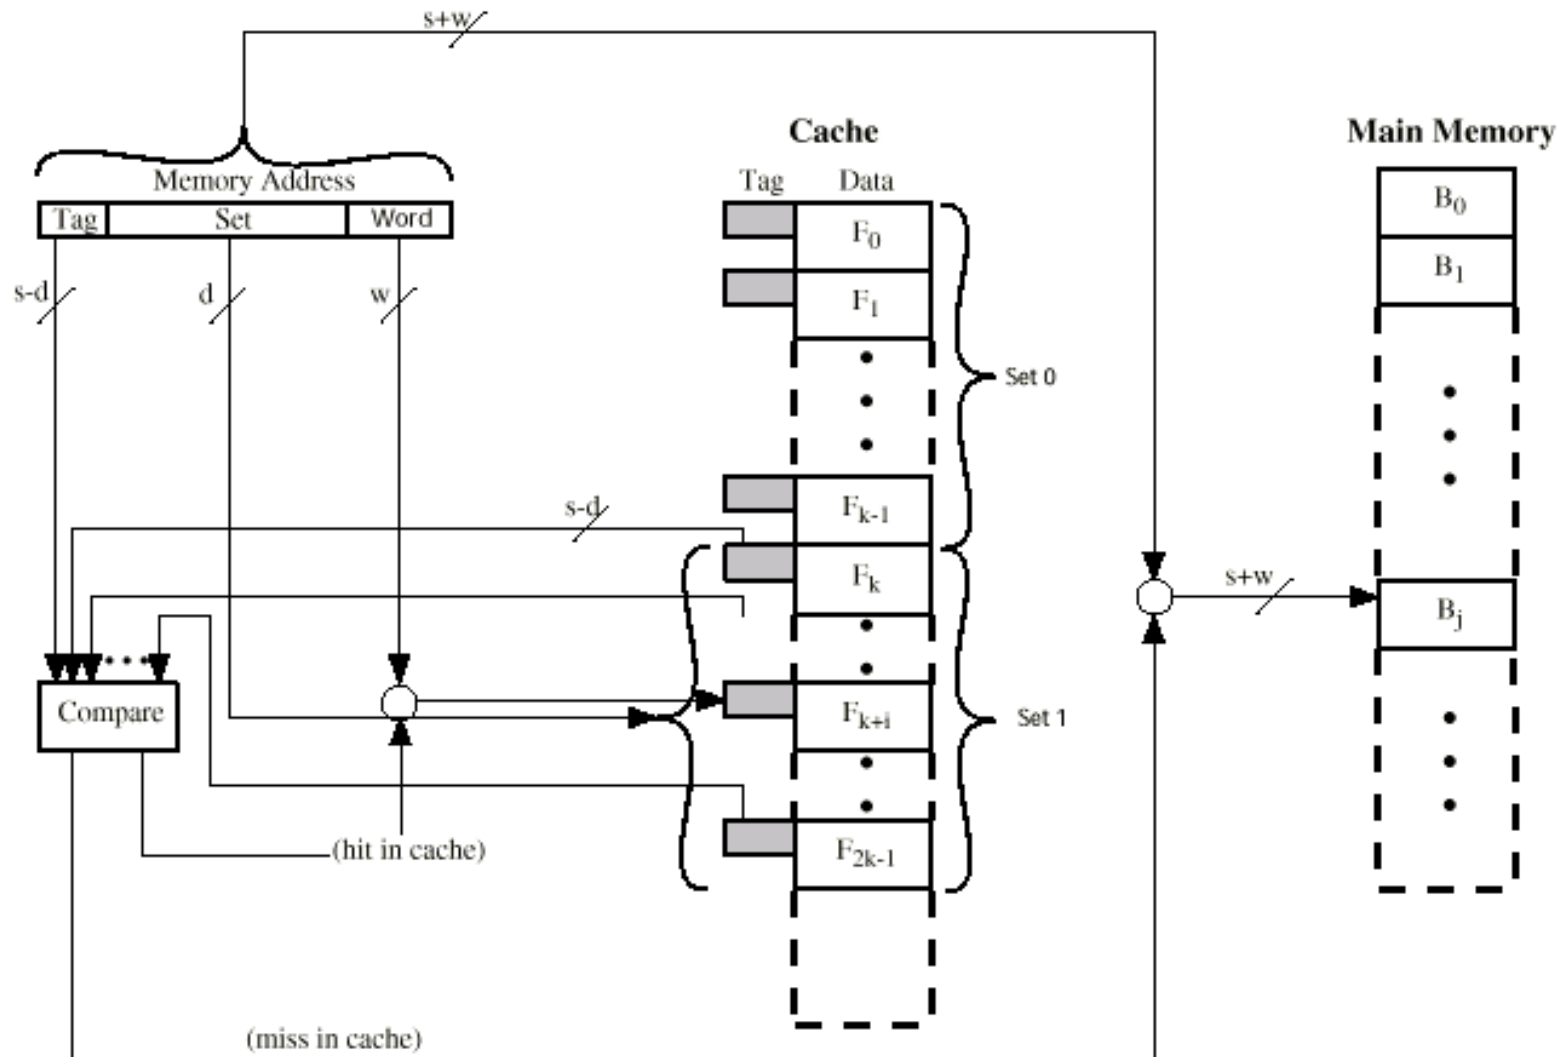 s+w
Cache
Main Memory
Memory Address
Tag Data
Tag Set Word
F0
F1
B0
B1
s-d d w
Set 0
s-d
Fk-1
Fk
s+w
Bj
Compare
Fk+i
Set 1
(hit in cache)
F2k-1
(miss in cache)